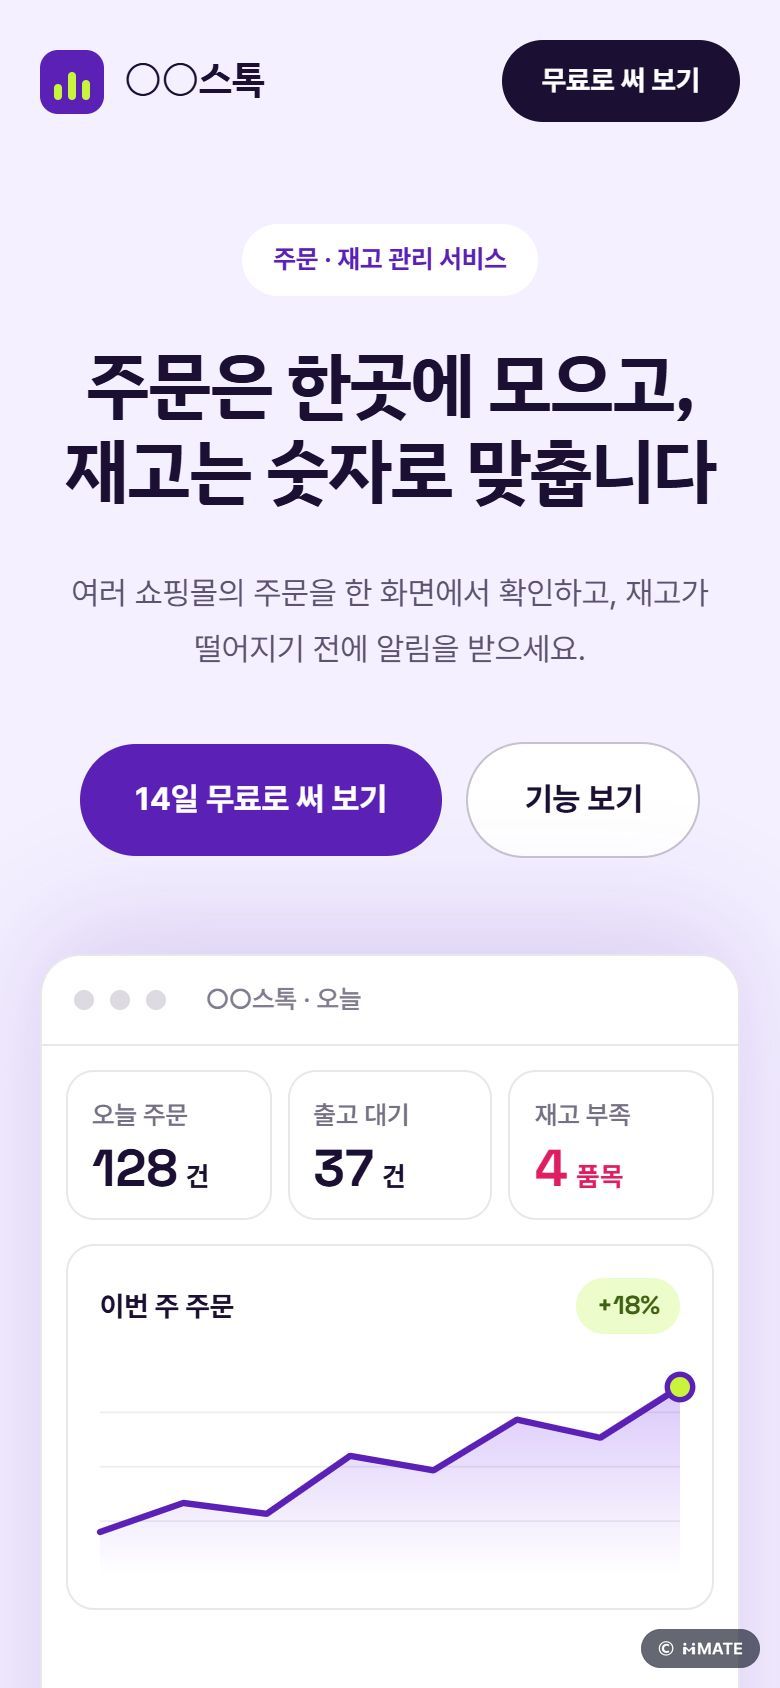 ○○스톡
무료로 써 보기
주문 · 재고 관리 서비스
주문은 한곳에 모으고,
재고는 숫자로 맞춥니다
여러 쇼핑몰의 주문을 한 화면에서 확인하고, 재고가
떨어지기 전에 알림을 받으세요.
14일 무료로 써 보기
기능 보기
○○스톡 · 오늘
오늘 주문
128 건
출고 대기
37 건
재고 부족
4 품목
이번 주 주문
+18%
© MATE